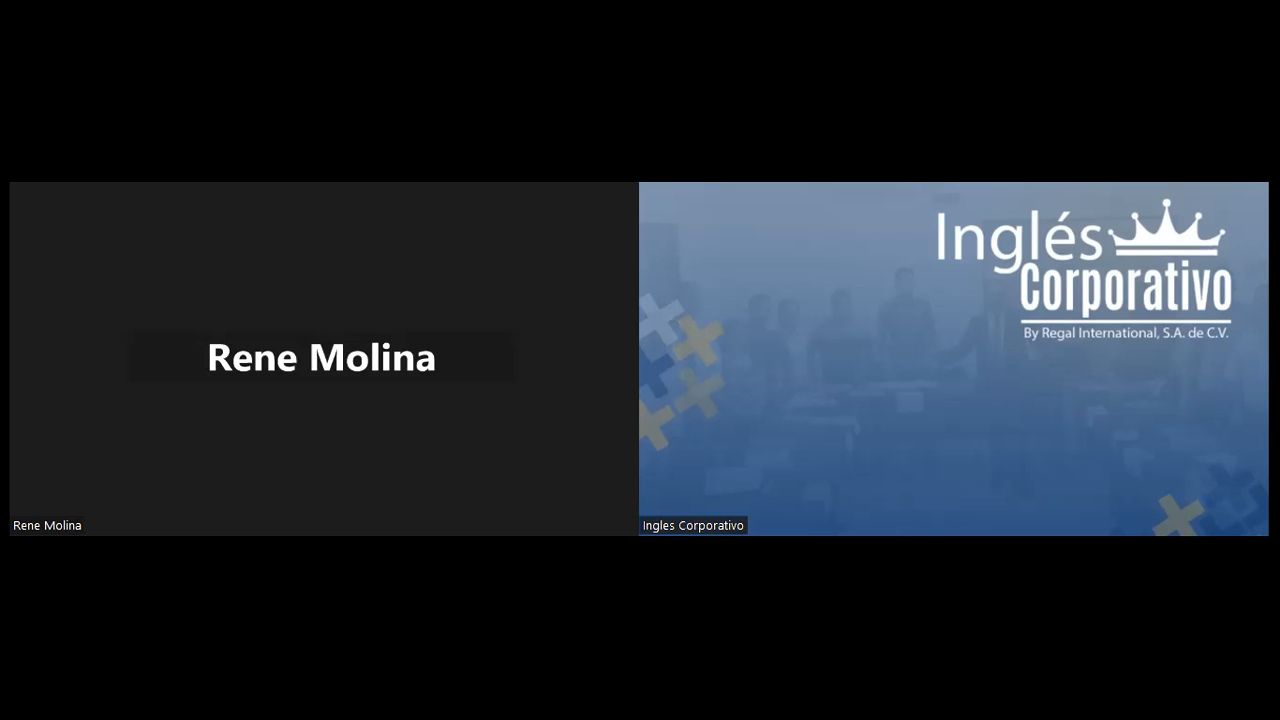 Rene Molina
Rene Molina
Inglés
Corporativo
By Regal International, S.A. de C.V.
Ingles Corporativo